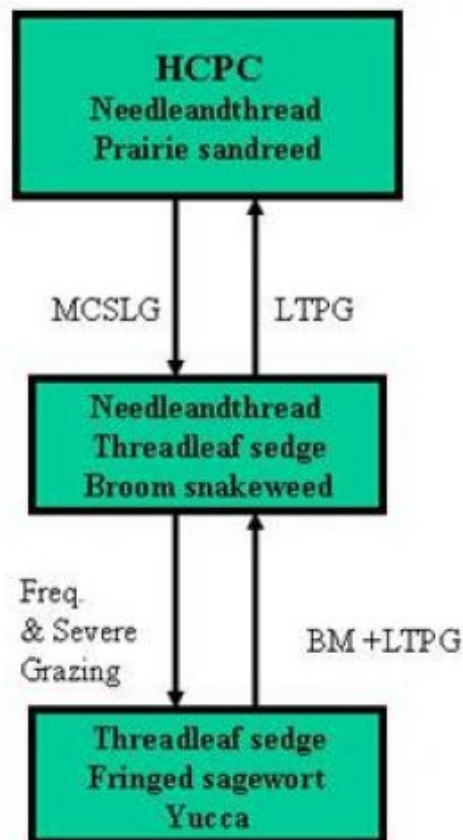 HCPC
Needleandthread
Prairie sandreed
MCSLG
LTPG
Needleandthread
Threadleaf sedge
Broom snakeweed
Freq.
& Severe
Grazing
BM +LTPG
Threadleaf sedge
Fringed sagewort
Yucca